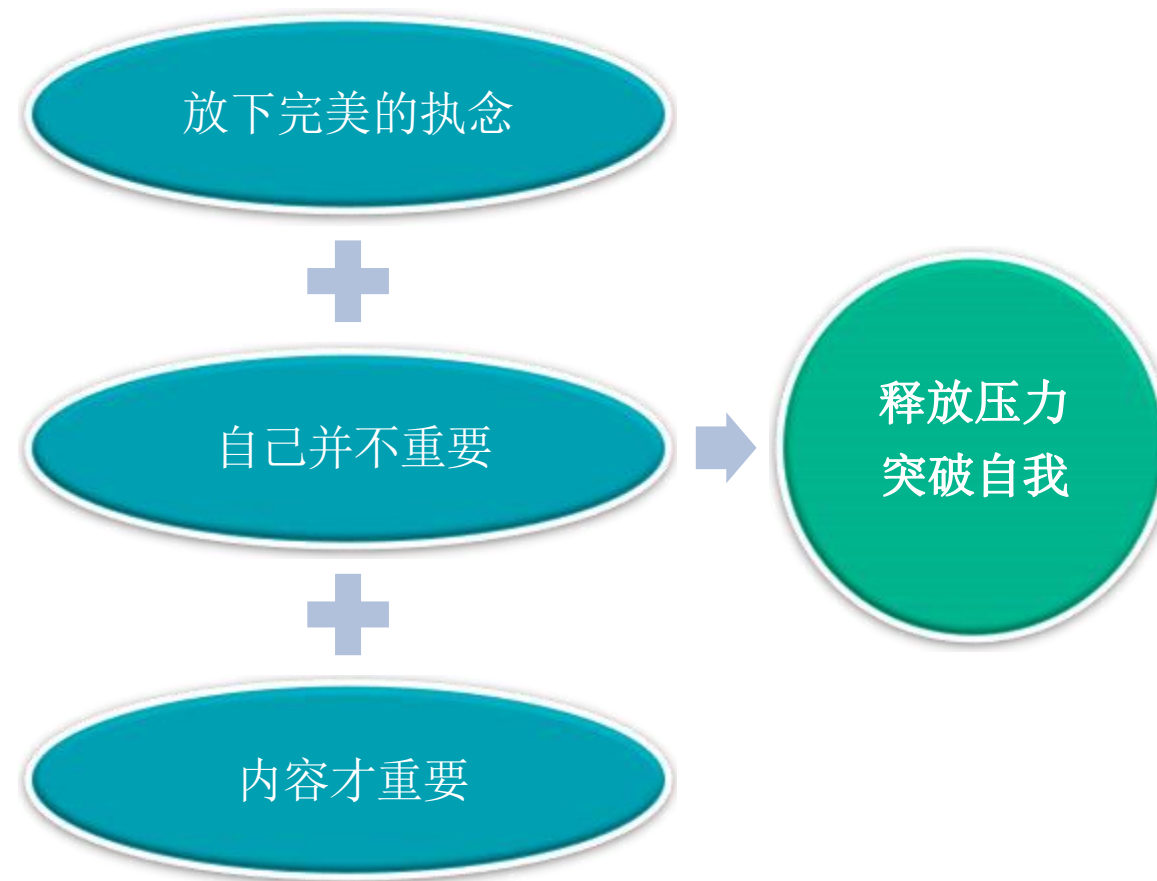 放下完美的执念
自己并不重要
内容才重要
释放压力
突破自我